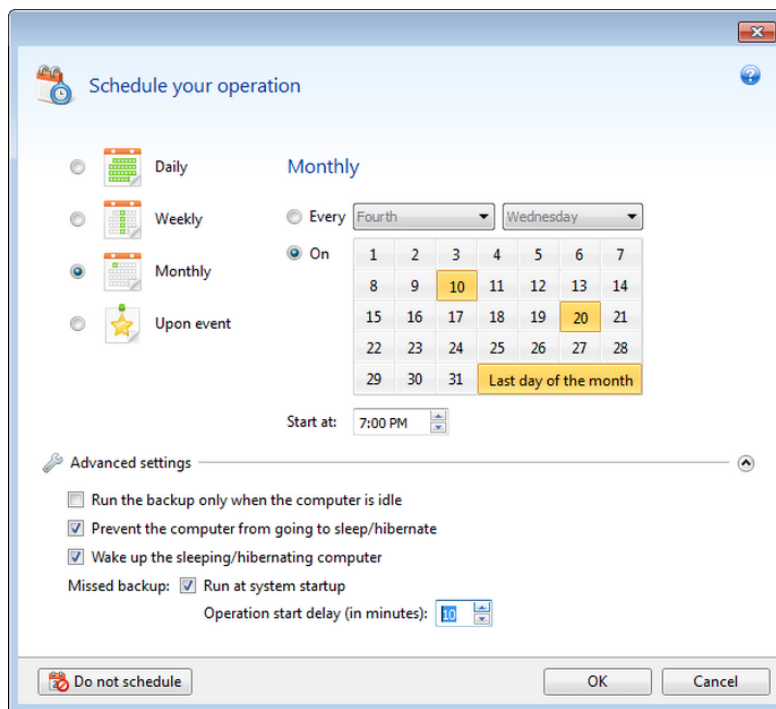 Schedule your operation
Daily
Weekly
Monthly
Upon event
Monthly
Every Fourth Wednesday
On
1 2 3 4 5 6 7
8 9 10 11 12 13 14
15 16 17 18 19 20 21
22 23 24 25 26 27 28
29 30 31 Last day of the month
Start at: 7:00 PM
Advanced settings
Run the backup only when the computer is idle
Prevent the computer from going to sleep/hibernate
Wake up the sleeping/hibernating computer
Missed backup: Run at system startup
Operation start delay (in minutes): 10
Do not schedule OK Cancel